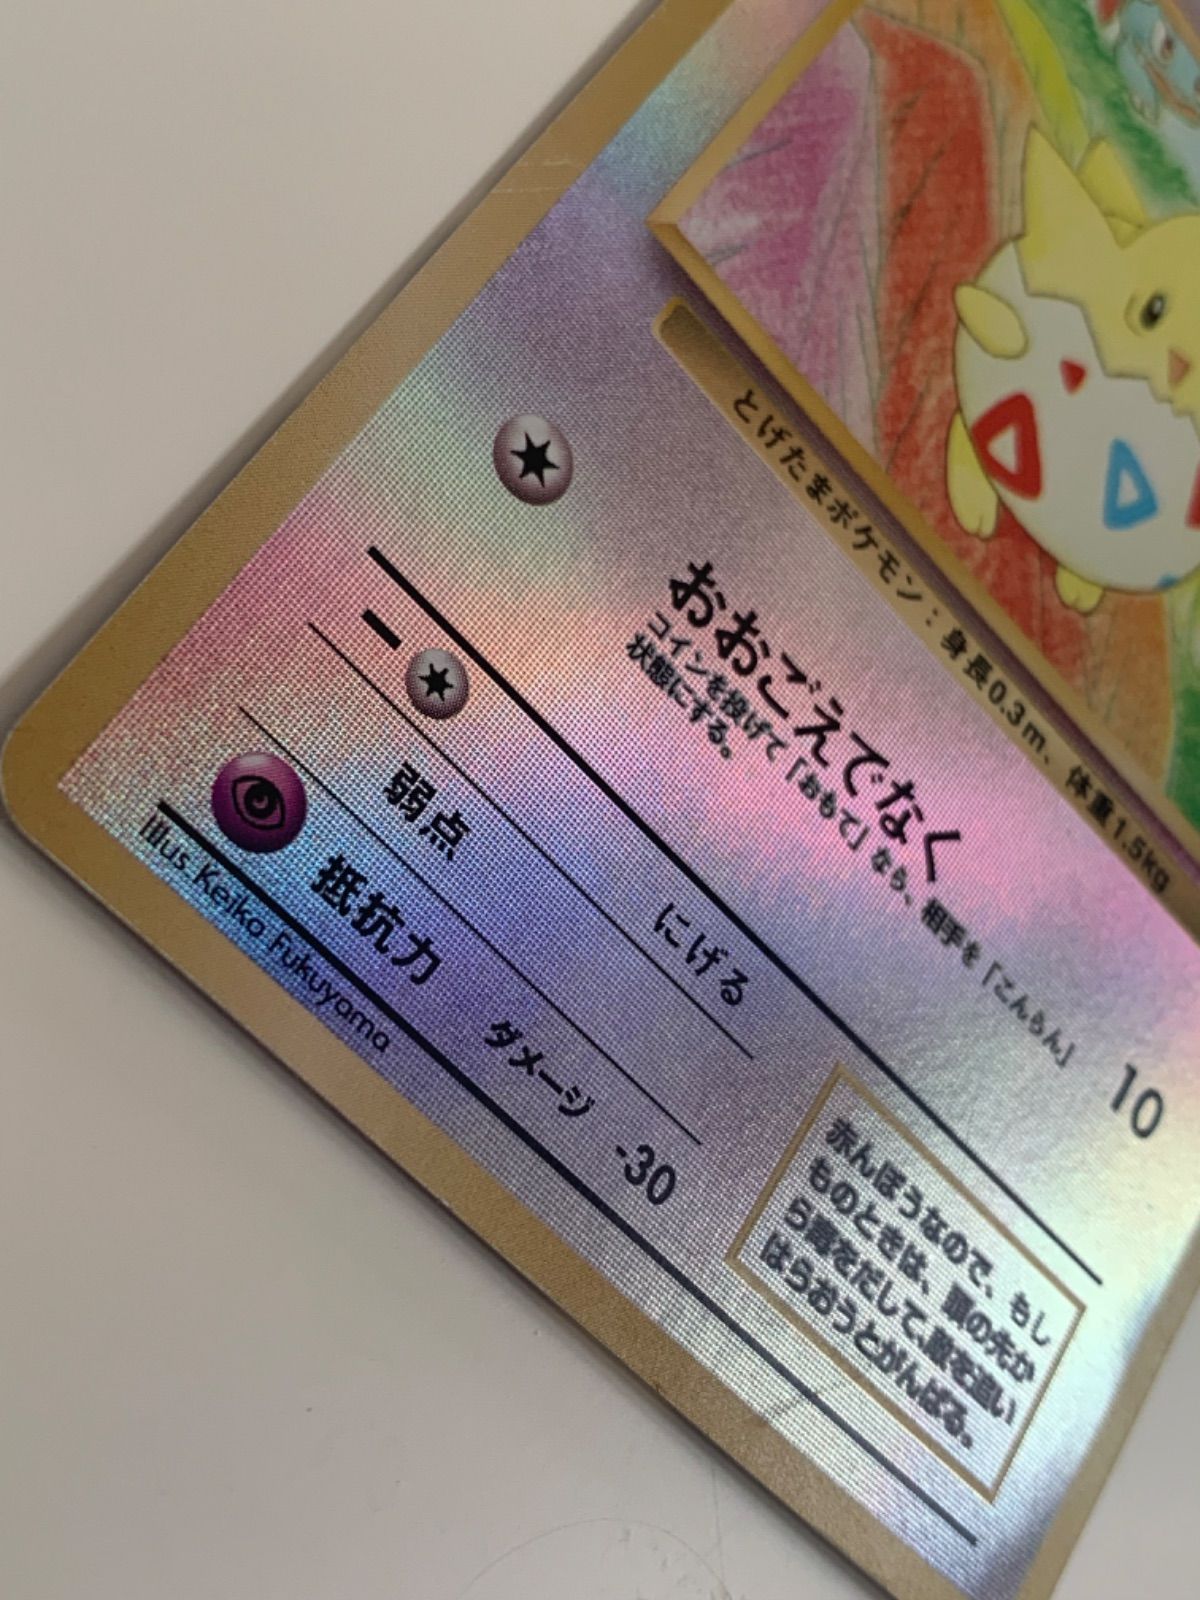 とげたまポケモン：身長0.3m、体重1.5kg
おおごえでなく 10
コインを投げて「おもて」なら、相手を「こんらん」
状態にする。
にげる
弱点
抵抗力 ダメージ -30
赤んぼうなので、もし
ものときは、頭の先か
ら毒をだして、敵を追い
はらおうとがんばる。
Illus. Keiko Fukuyama